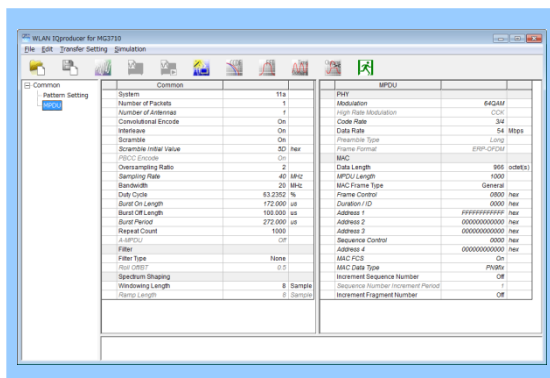 WLAN IQproducer for MG3710
File Edit Transfer Setting Simulation
Common
Pattern Setting
MPDU
Common
System 11a
Number of Packets 1
Number of Antennas 1
Convolutional Encode On
Interleave On
Scramble On
Scramble Initial Value 5D hex
PBCC Encode On
Oversampling Ratio 2
Sampling Rate 40 MHz
Bandwidth 20 MHz
Duty Cycle 63.2352 %
Burst On Length 172.000 us
Burst Off Length 100.000 us
Burst Period 272.000 us
Repeat Count 1000
A-MPDU Off
Filter
Filter Type None
Roll Off/BT 0.5
Spectrum Shaping
Windowing Length 8 Sample
Ramp Length 8 Sample
MPDU
PHY
Modulation 64QAM
High Rate Modulation CCK
Code Rate 3/4
Data Rate 54 Mbps
Preamble Type Long
Frame Format ERP-OFDM
MAC
Data Length 966 octet(s)
MPDU Length 1000
MAC Frame Type General
Frame Control 0800 hex
Duration / ID 0000 hex
Address 1 FFFFFFFFFFFF hex
Address 2 000000000000 hex
Address 3 000000000000 hex
Sequence Control 0000 hex
Address 4 000000000000 hex
MAC FCS On
MAC Data Type PN9fix
Increment Sequence Number Off
Sequence Number Increment Period 1
Increment Fragment Number Off